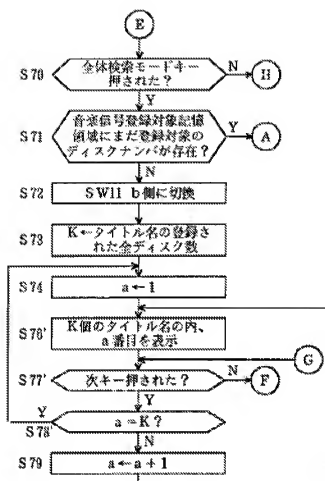 E
S70
全体検索モードキー
押された？
N
H
Y
S71
音楽信号登録対象記憶
領域にまだ登録対象の
ディスクナンバが存在？
Y
A
N
S72
SW11 b側に切換
S73
K←タイトル名の登録
された全ディスク数
S74
a←1
S76'
K個のタイトル名の内、
a番目を表示
G
S77'
次キー押された？
N
F
Y
Y
S78'
a=K？
N
S79
a←a+1